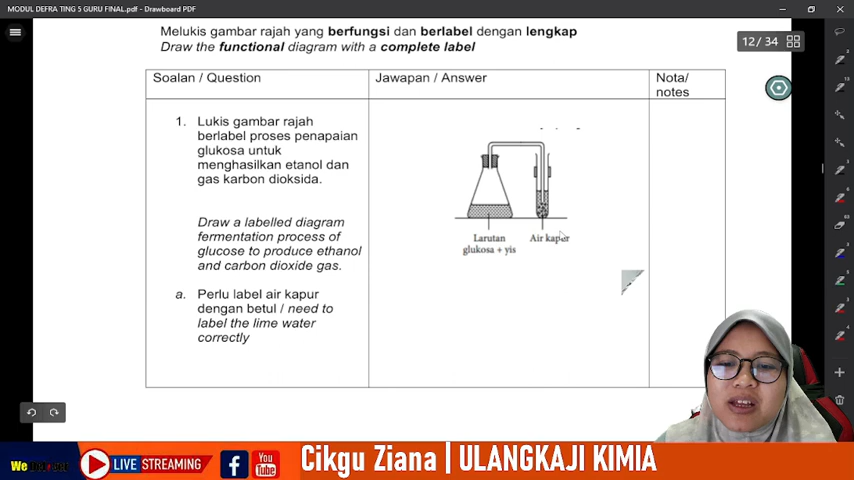 MODUL DEFRA TING 5 GURU FINAL.pdf - Drawboard PDF
Melukis gambar rajah yang berfungsi dan berlabel dengan lengkap
Draw the functional diagram with a complete label
12 / 34
Soalan / Question
Jawapan / Answer
Nota/
notes
1. Lukis gambar rajah
berlabel proses penapaian
glukosa untuk
menghasilkan etanol dan
gas karbon dioksida.
Draw a labelled diagram
fermentation process of
glucose to produce ethanol
and carbon dioxide gas.
a. Perlu label air kapur
dengan betul / need to
label the lime water
correctly
Larutan
glukosa + yis
Air kapur
LIVE STREAMING
You
Tube
Cikgu Ziana | ULANGKAJI KIMIA